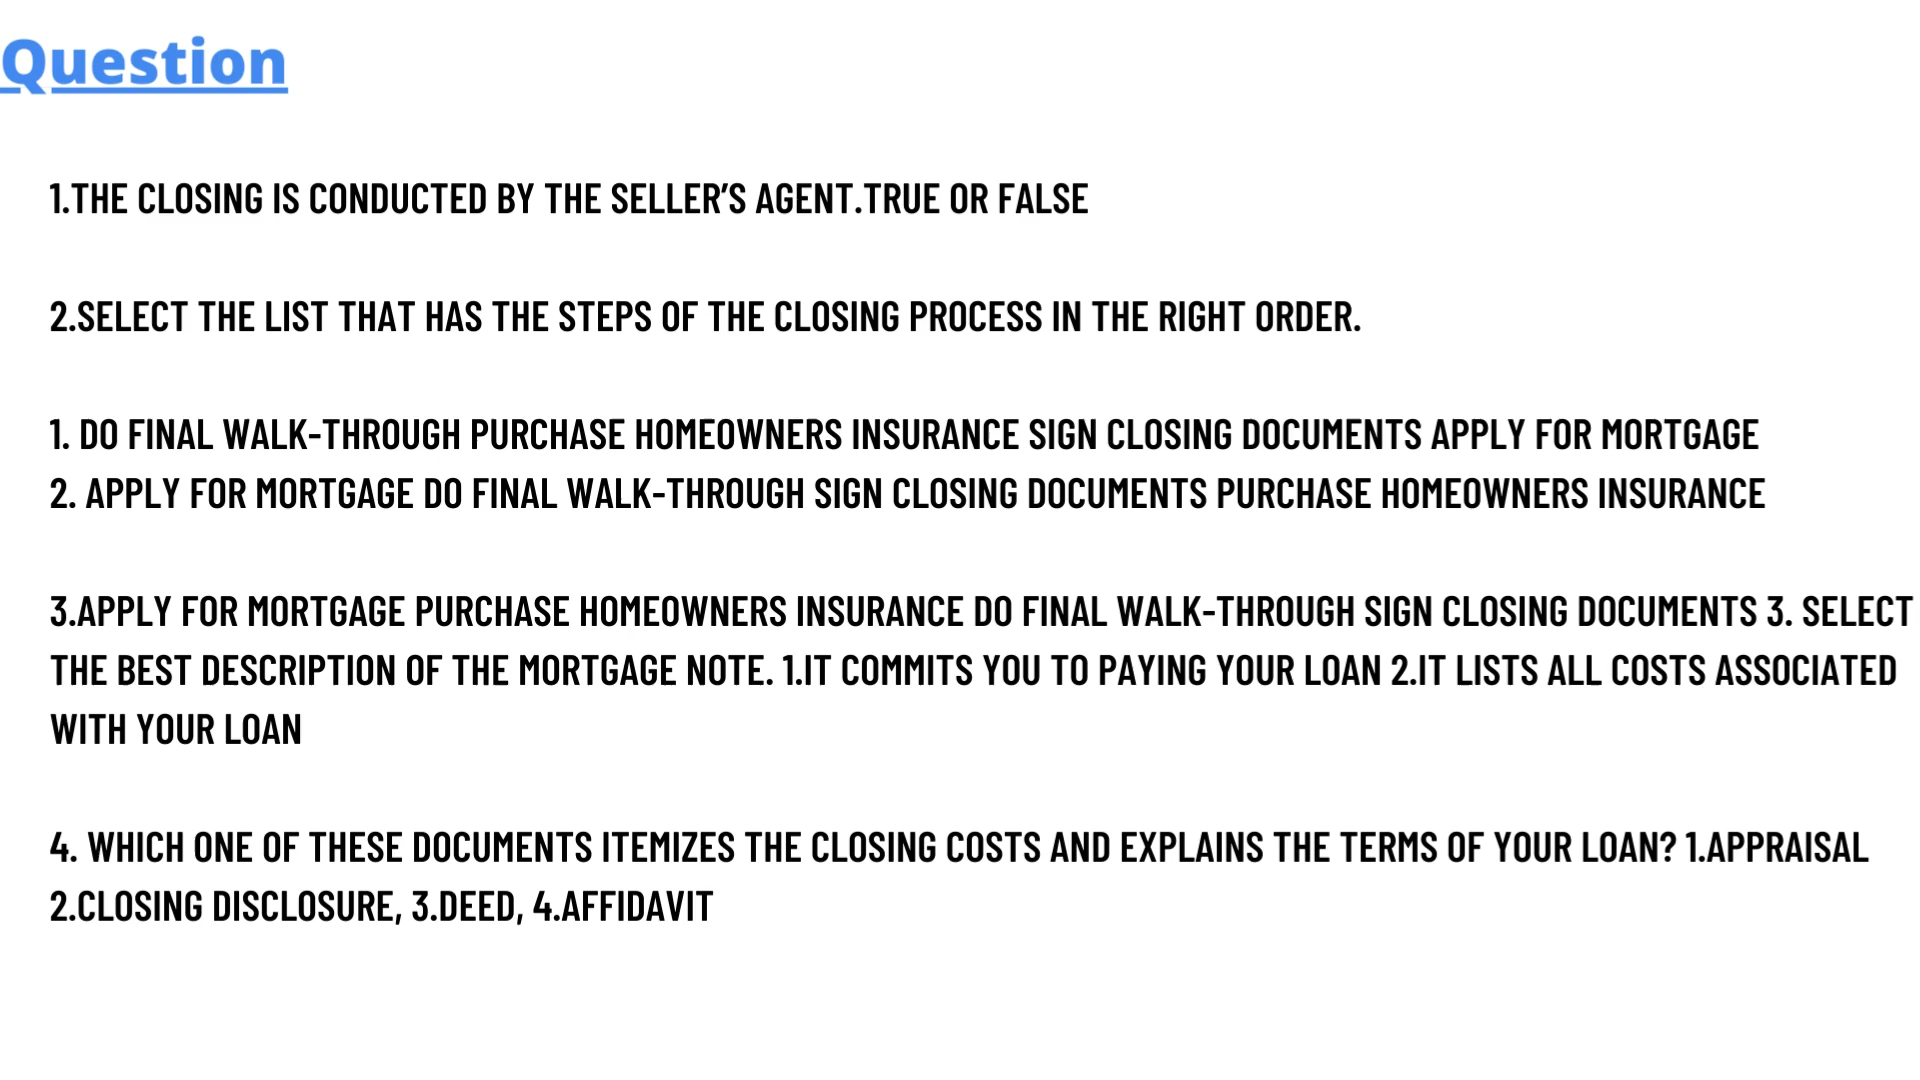 Question
1.THE CLOSING IS CONDUCTED BY THE SELLER’S AGENT.TRUE OR FALSE
2.SELECT THE LIST THAT HAS THE STEPS OF THE CLOSING PROCESS IN THE RIGHT ORDER.
1. DO FINAL WALK-THROUGH PURCHASE HOMEOWNERS INSURANCE SIGN CLOSING DOCUMENTS APPLY FOR MORTGAGE
2. APPLY FOR MORTGAGE DO FINAL WALK-THROUGH SIGN CLOSING DOCUMENTS PURCHASE HOMEOWNERS INSURANCE
3.APPLY FOR MORTGAGE PURCHASE HOMEOWNERS INSURANCE DO FINAL WALK-THROUGH SIGN CLOSING DOCUMENTS 3. SELECT
THE BEST DESCRIPTION OF THE MORTGAGE NOTE. 1.IT COMMITS YOU TO PAYING YOUR LOAN 2.IT LISTS ALL COSTS ASSOCIATED
WITH YOUR LOAN
4. WHICH ONE OF THESE DOCUMENTS ITEMIZES THE CLOSING COSTS AND EXPLAINS THE TERMS OF YOUR LOAN? 1.APPRAISAL
2.CLOSING DISCLOSURE, 3.DEED, 4.AFFIDAVIT